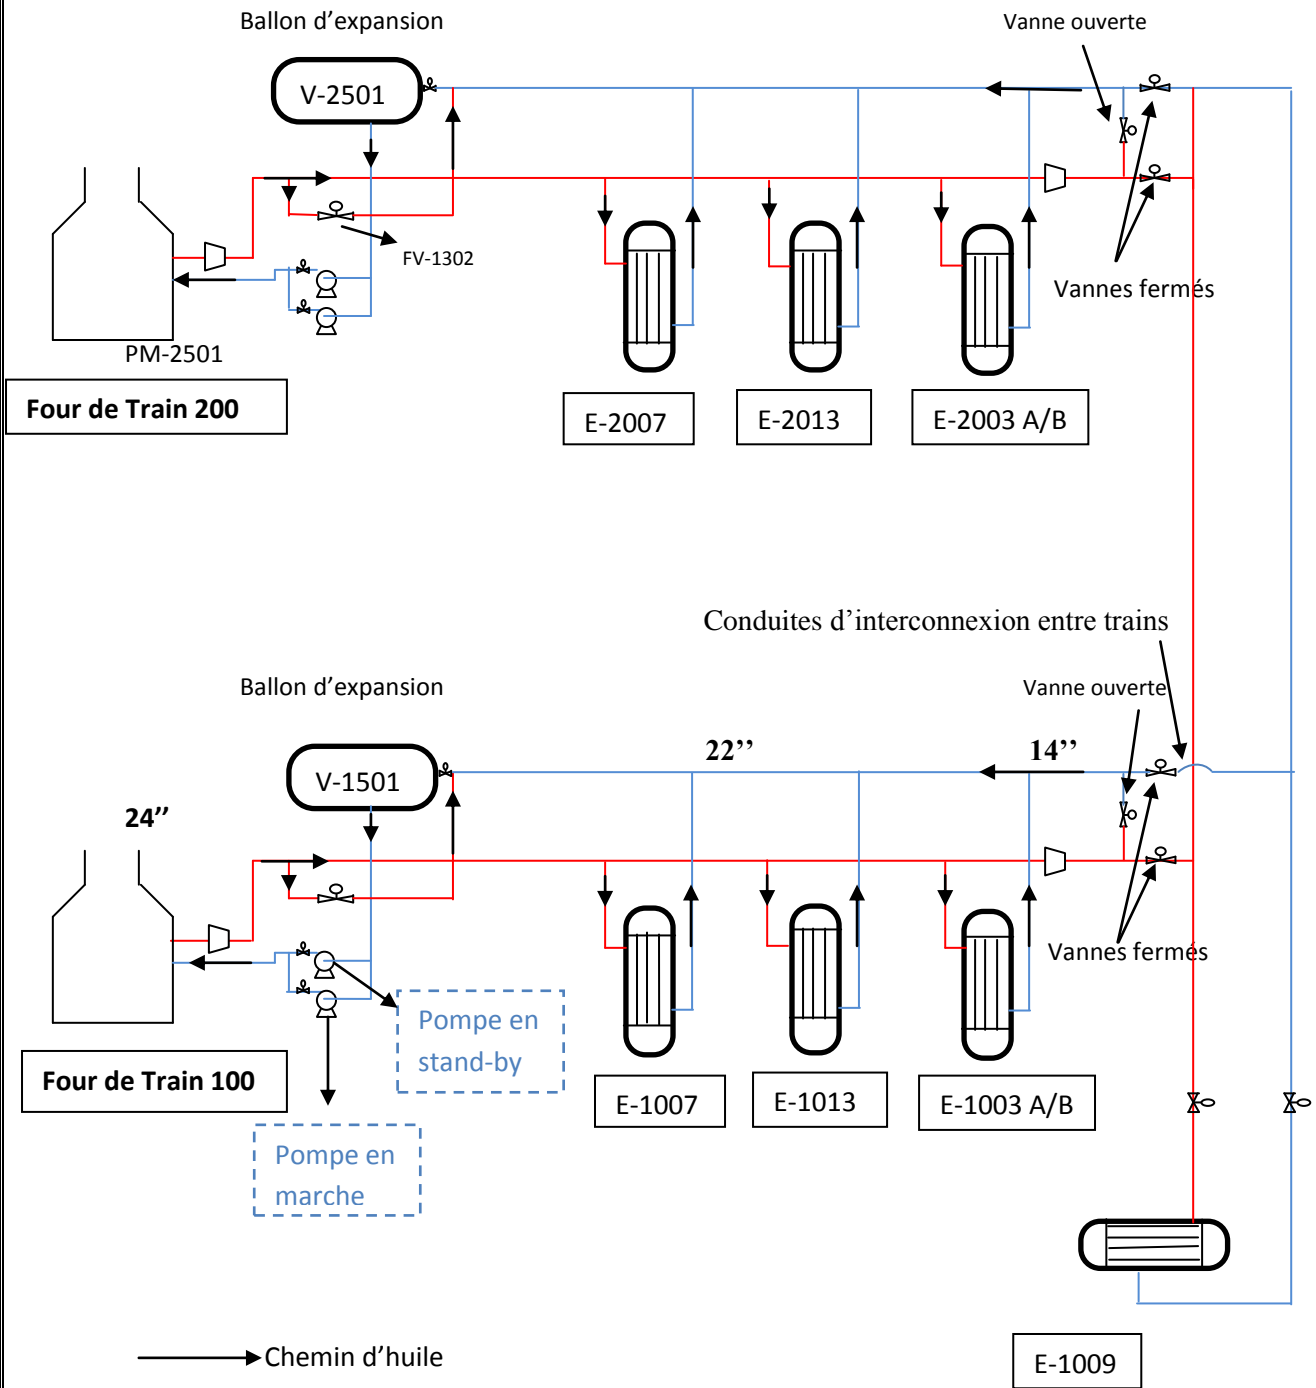 Ballon d’expansion
Vanne ouverte
V-2501
FV-1302
Vannes fermés
PM-2501
Four de Train 200
E-2007
E-2013
E-2003 A/B
Conduites d’interconnexion entre trains
Ballon d’expansion
Vanne ouverte
22’’
14’’
V-1501
24’’
Vannes fermés
Pompe en
stand-by
Four de Train 100
E-1007
E-1013
E-1003 A/B
Pompe en
marche
Chemin d’huile
E-1009